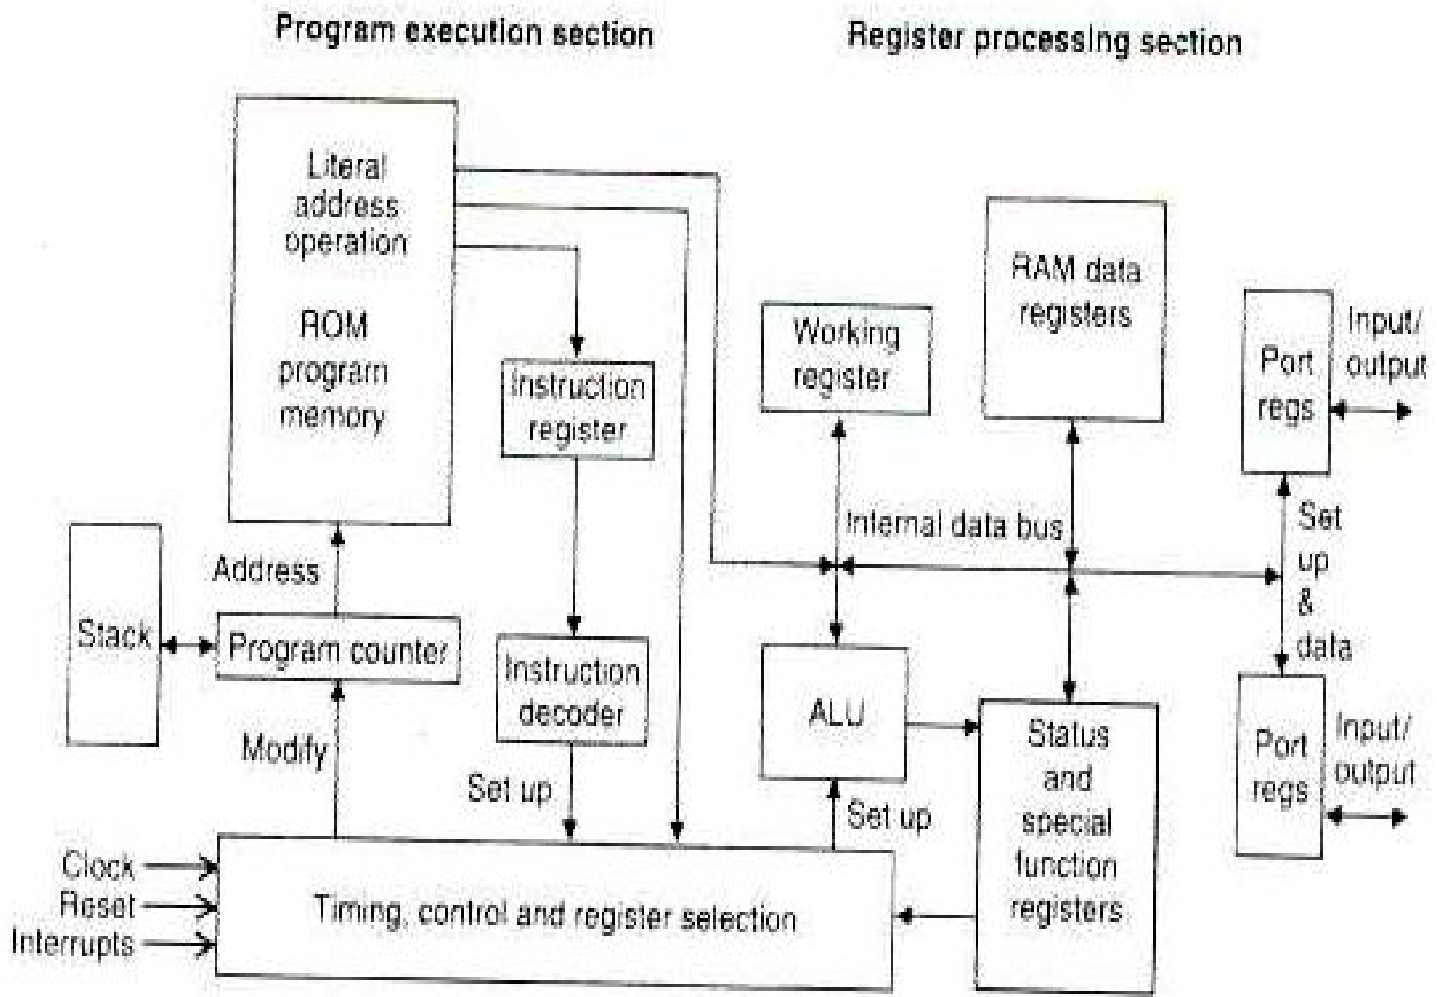 Program execution section
Register processing section
Literal
address
operation
ROM
program
memory
Instruction
register
Working
register
RAM data
registers
Port
regs
Input/
output
Internal data bus
Set
up
&
data
Address
Stack
Program counter
Instruction
decoder
ALU
Status
and
special
function
registers
Port
regs
Input/
output
Modify
Set up
Set up
Clock
Reset
Interrupts
Timing, control and register selection